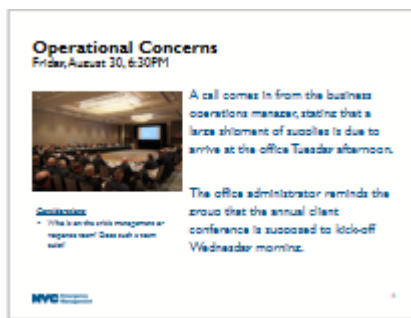 Operational Concerns
Friday, August 30, 6:30PM
A call comes in from the business
operations manager, stating that a
large shipment of supplies is due to
arrive at the office Tuesday afternoon.
The office administrator reminds the
group that the annual client
conference is supposed to kick-off
Wednesday morning.
Considerations
• Who is on the crisis management or
response team? Does such a team
exist?
NYC Emergency
Management